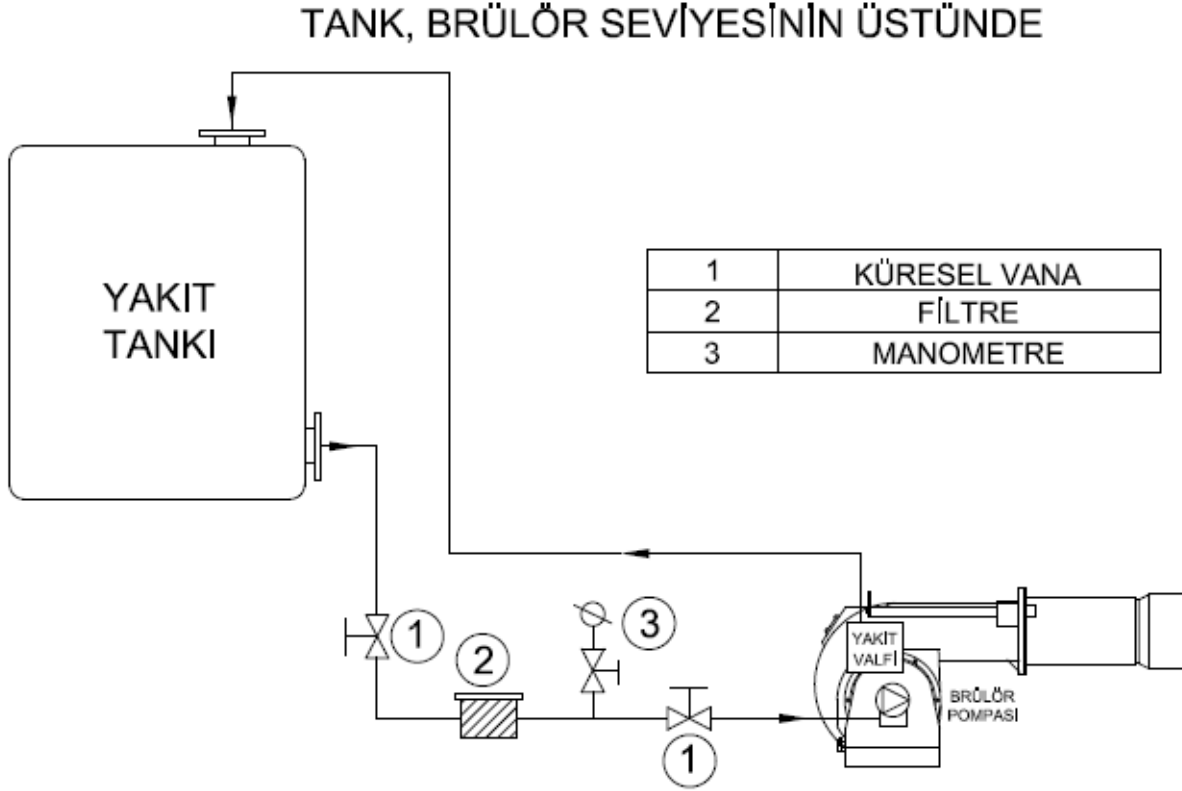 TANK, BRÜLÖR SEVİYESİNİN ÜSTÜNDE
YAKIT
TANKI
1 KÜRESEL VANA
2 FİLTRE
3 MANOMETRE
1
2
3
1
YAKİT
VALFİ
BRÜLÖR
POMPASI